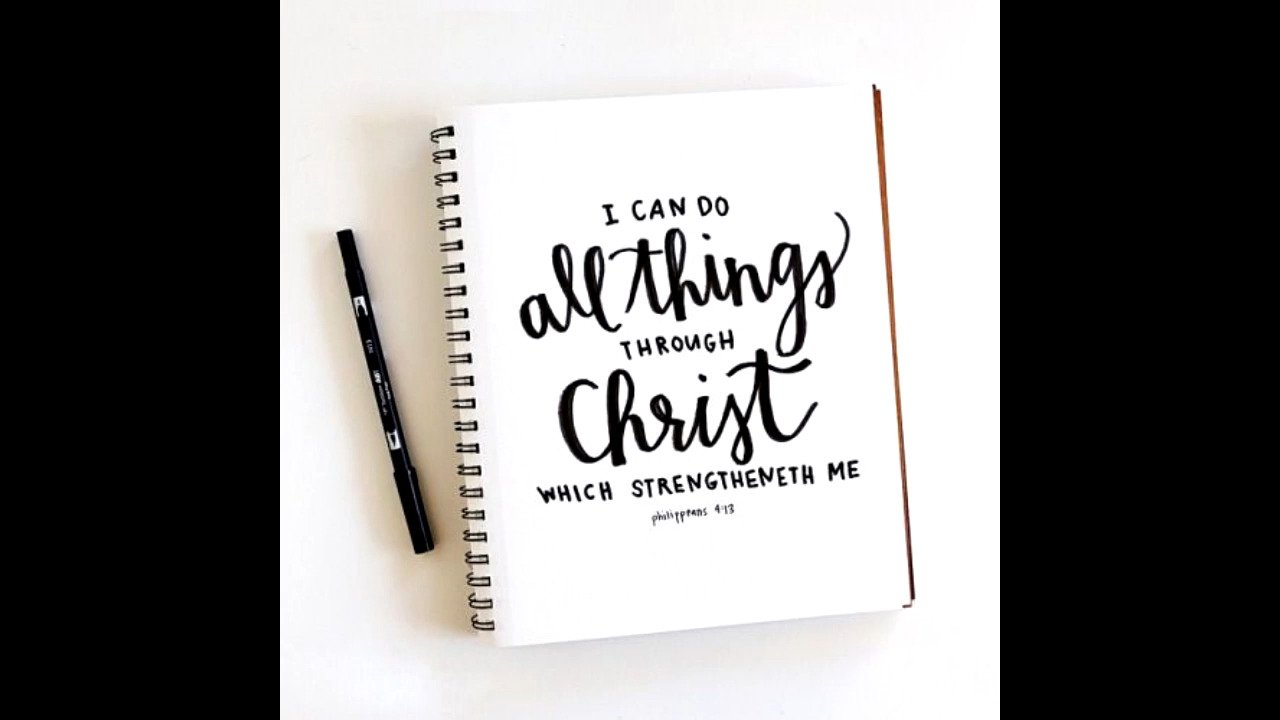 I CAN DO
all things
THROUGH
Christ
WHICH STRENGTHENETH ME
philippians 4:13